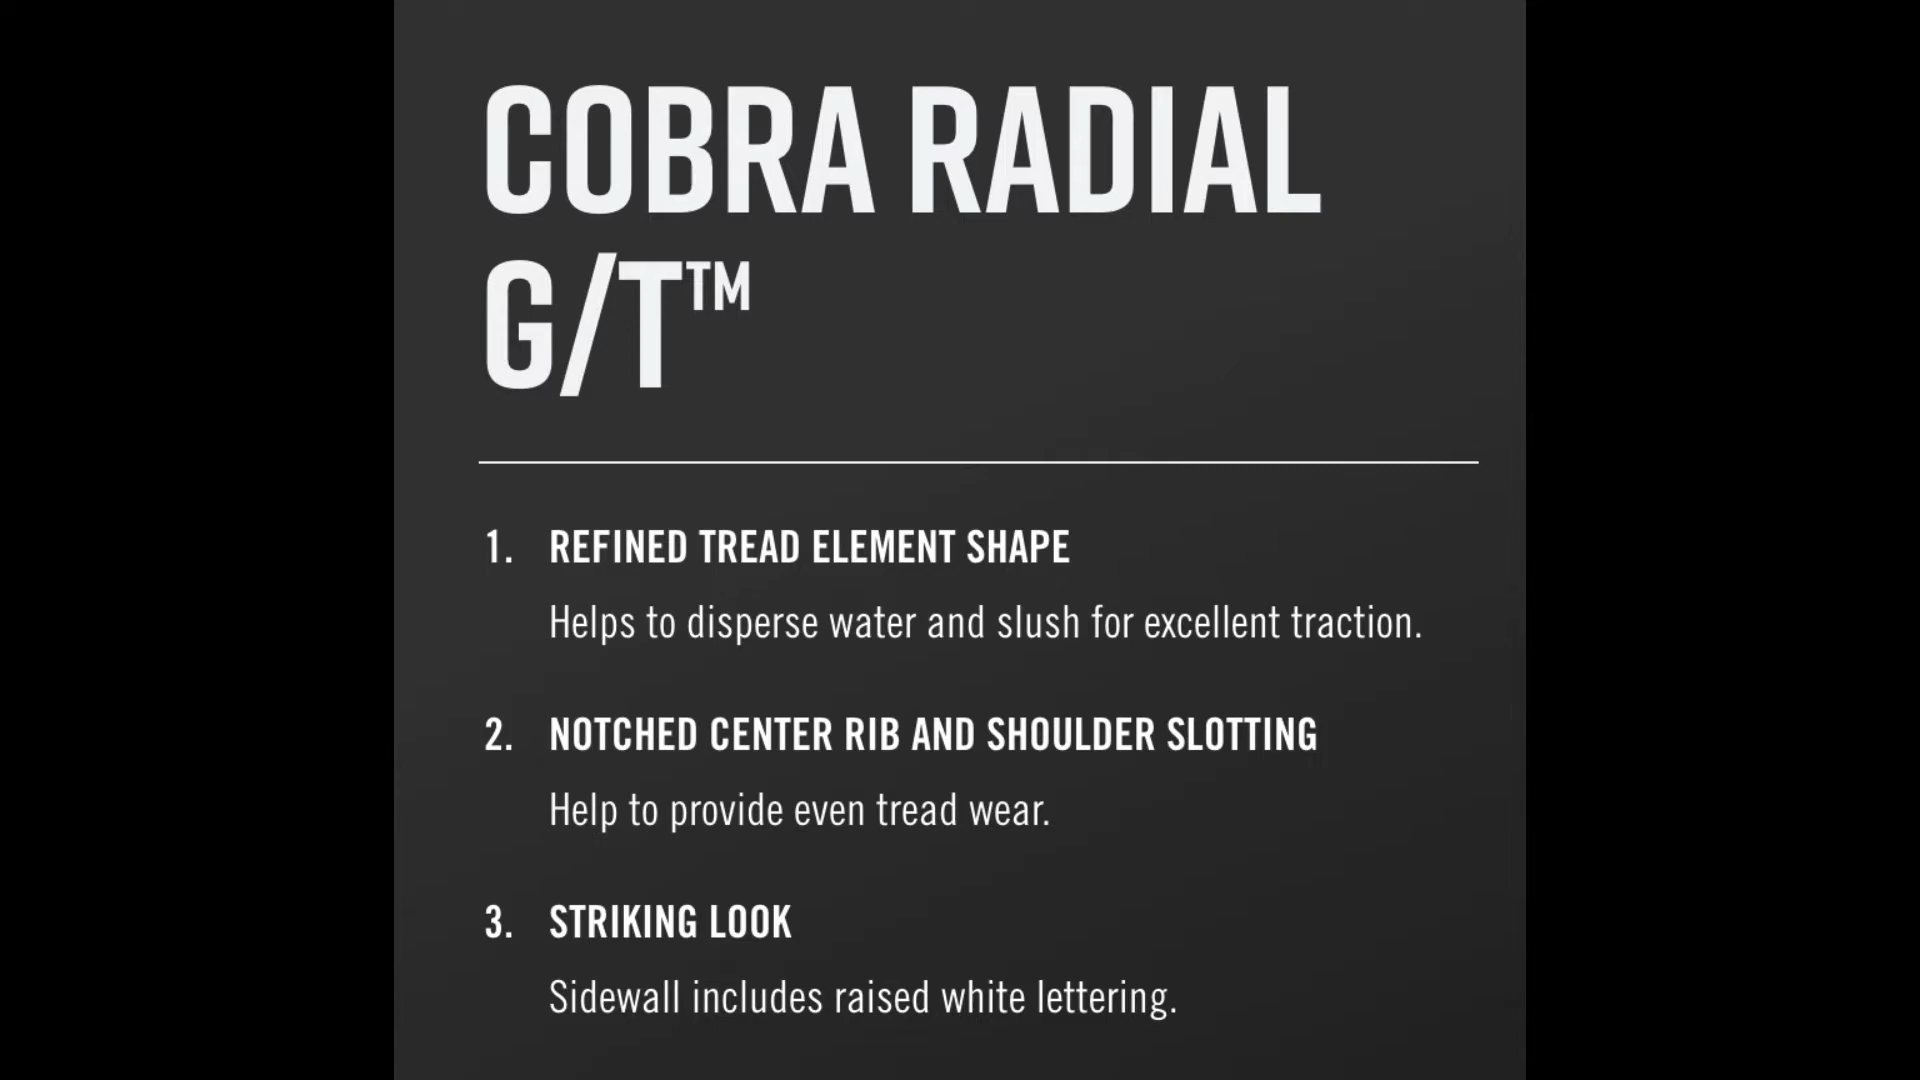 COBRA RADIAL
G/T™
1. REFINED TREAD ELEMENT SHAPE
Helps to disperse water and slush for excellent traction.
2. NOTCHED CENTER RIB AND SHOULDER SLOTTING
Help to provide even tread wear.
3. STRIKING LOOK
Sidewall includes raised white lettering.